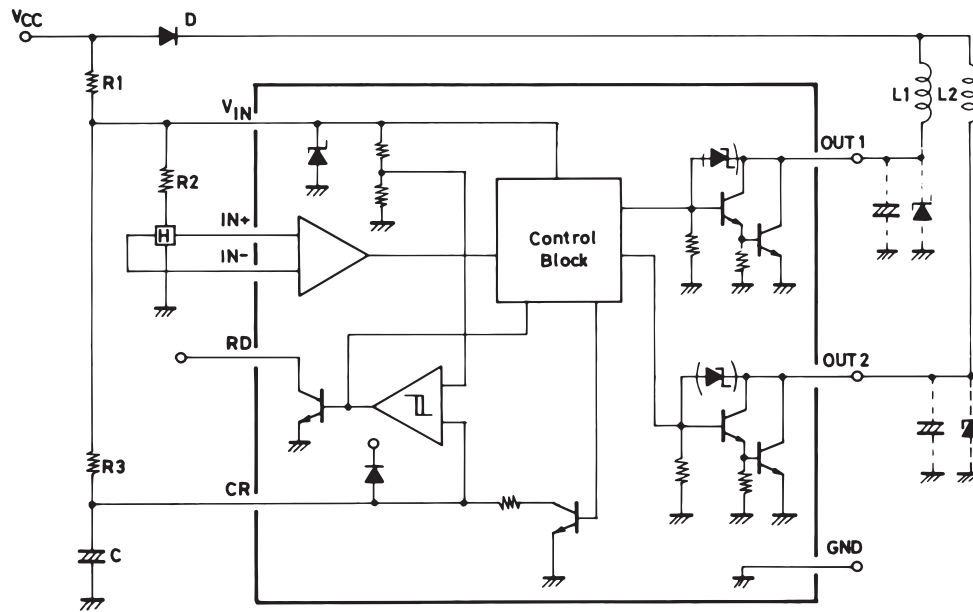 VCC
D
R1
L1
L2
VIN
OUT 1
R2
IN+
H
IN-
Control
Block
RD
OUT 2
R3
CR
C
GND